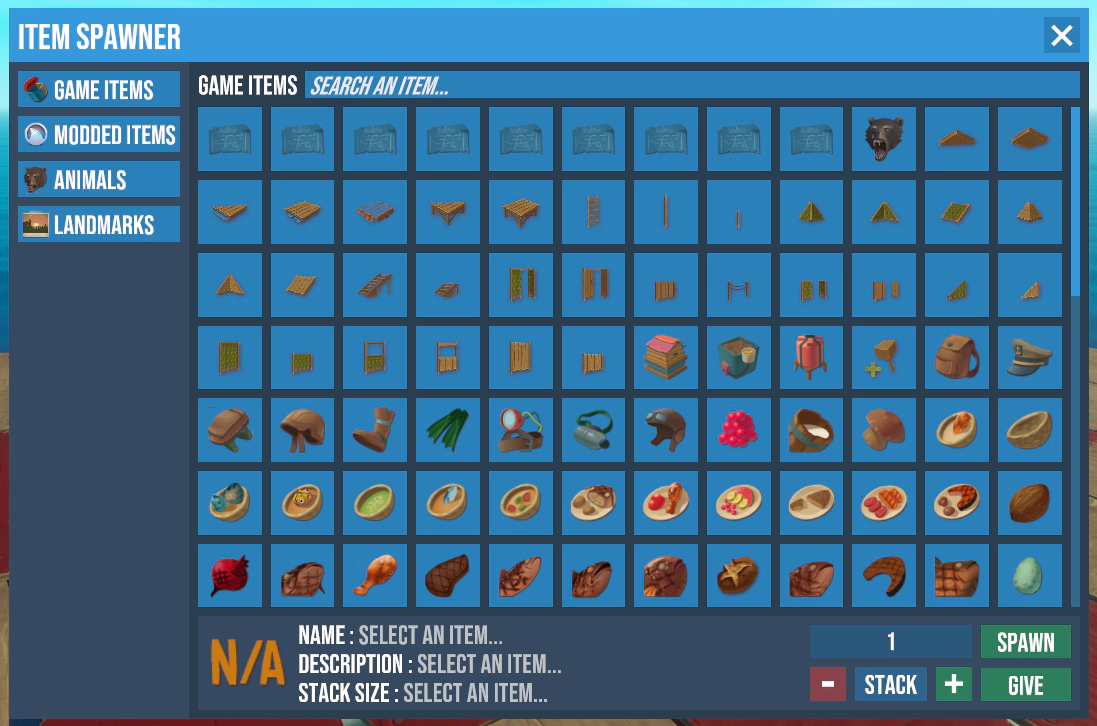 ITEM SPAWNER
GAME ITEMS
MODDED ITEMS
ANIMALS
LANDMARKS
GAME ITEMS SEARCH AN ITEM...
N/A
NAME : SELECT AN ITEM...
DESCRIPTION : SELECT AN ITEM...
STACK SIZE : SELECT AN ITEM...
1 SPAWN
- STACK + GIVE